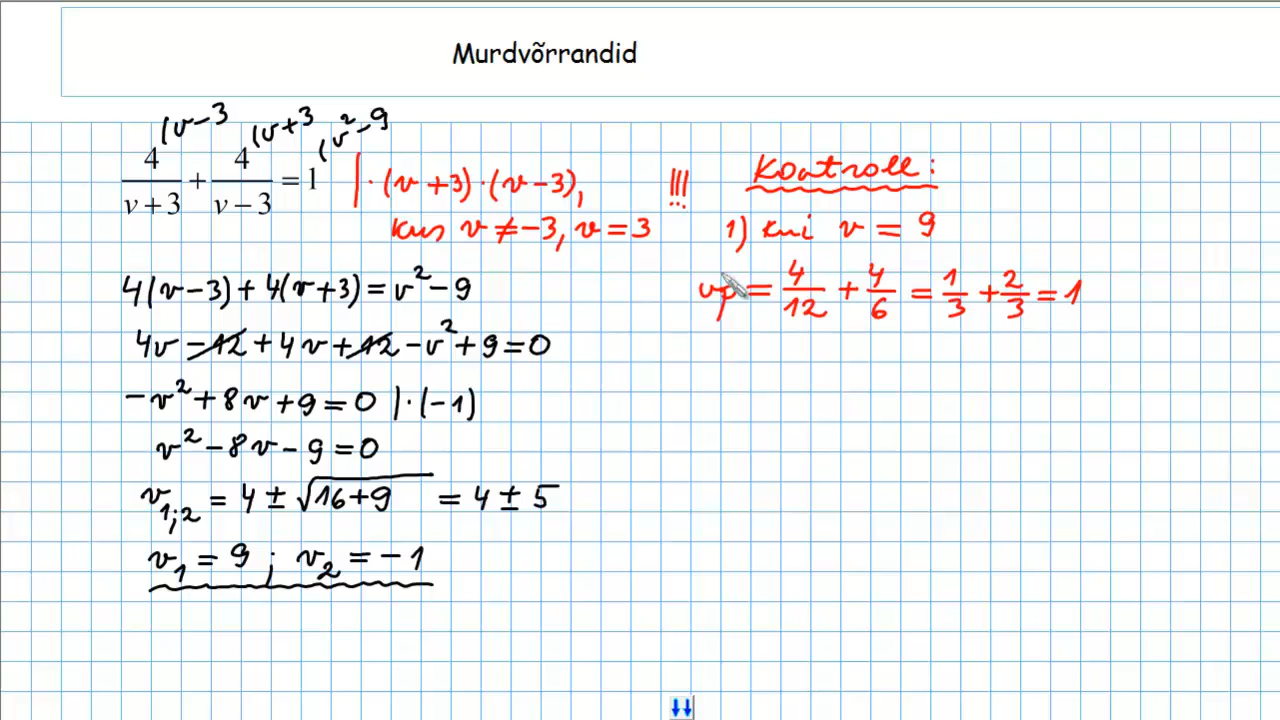 Murdvõrrandid
(v-3 (v+3 (v²-9
4/(v+3) + 4/(v-3) = 1 |·(v+3)·(v-3), !!!
kus v ≠ -3, v = 3
4(v-3) + 4(v+3) = v² - 9
4v - 12 + 4v + 12 - v² + 9 = 0
-v² + 8v + 9 = 0 |·(-1)
v² - 8v - 9 = 0
v₁;₂ = 4 ± √(16+9) = 4 ± 5
v₁ = 9 ; v₂ = -1
Kontroll:
1) kui v = 9
vp = 4/12 + 4/6 = 1/3 + 2/3 = 1